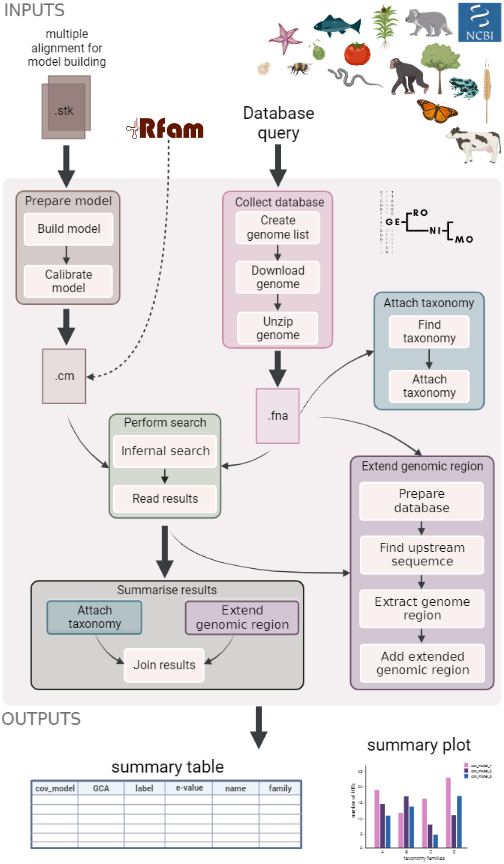 INPUTS
multiple
alignment for
model building
NCBI
.stk
Rfam
Database
query
Prepare model
Build model
Calibrate
model
Collect database
Create
genome list
Download
genome
Unzip
genome
GE RO
NI MO
Attach taxonomy
Find
taxonomy
Attach
taxonomy
.cm
.fna
Perform search
Infernal search
Read results
Extend genomic region
Prepare
database
Find upstream
sequemce
Extract genome
region
Add extended
genomic region
Summarise results
Attach
taxonomy
Extend
genomic region
Join results
OUTPUTS
summary table
cov_model GCA label e-value name family
summary plot
cov_model_1
cov_model_2
number of HITs
A B C D
taxonomy families